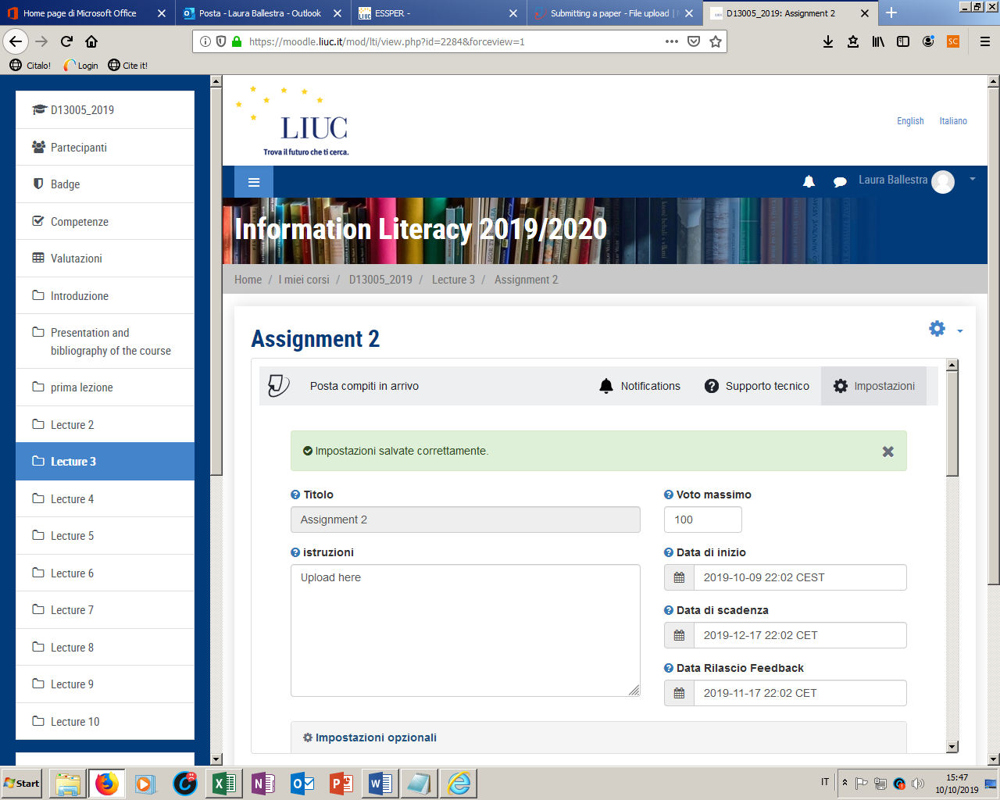 Home page di Microsoft Office
Posta - Laura Ballestra - Outlook
ESSPER -
Submitting a paper - File upload |
D13005_2019: Assignment 2
https://moodle.liuc.it/mod/lti/view.php?id=2284&forceview=1
SC
Citalo!
Login
Cite it!
D13005_2019
Partecipanti
Badge
Competenze
Valutazioni
Introduzione
Presentation and
bibliography of the course
prima lezione
Lecture 2
Lecture 3
Lecture 4
Lecture 5
Lecture 6
Lecture 7
Lecture 8
Lecture 9
Lecture 10
LIUC
Trova il futuro che ti cerca.
English
Italiano
Laura Ballestra
Information Literacy 2019/2020
Home / I miei corsi / D13005_2019 / Lecture 3 / Assignment 2
Assignment 2
Posta compiti in arrivo
Notifications
Supporto tecnico
Impostazioni
Impostazioni salvate correttamente.
Titolo
Assignment 2
Voto massimo
100
istruzioni
Upload here
Data di inizio
2019-10-09 22:02 CEST
Data di scadenza
2019-12-17 22:02 CET
Data Rilascio Feedback
2019-11-17 22:02 CET
Impostazioni opzionali
Start
IT
15:47
10/10/2019